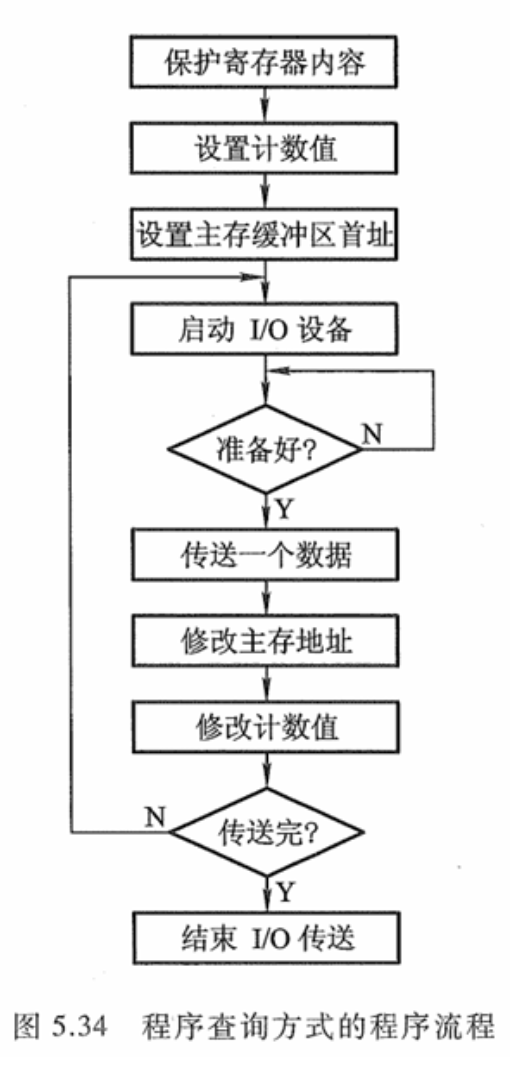 保护寄存器内容
设置计数值
设置主存缓冲区首址
启动 I/O 设备
准备好?
N
Y
传送一个数据
修改主存地址
修改计数值
N
传送完?
Y
结束 I/O 传送
图 5.34 程序查询方式的程序流程